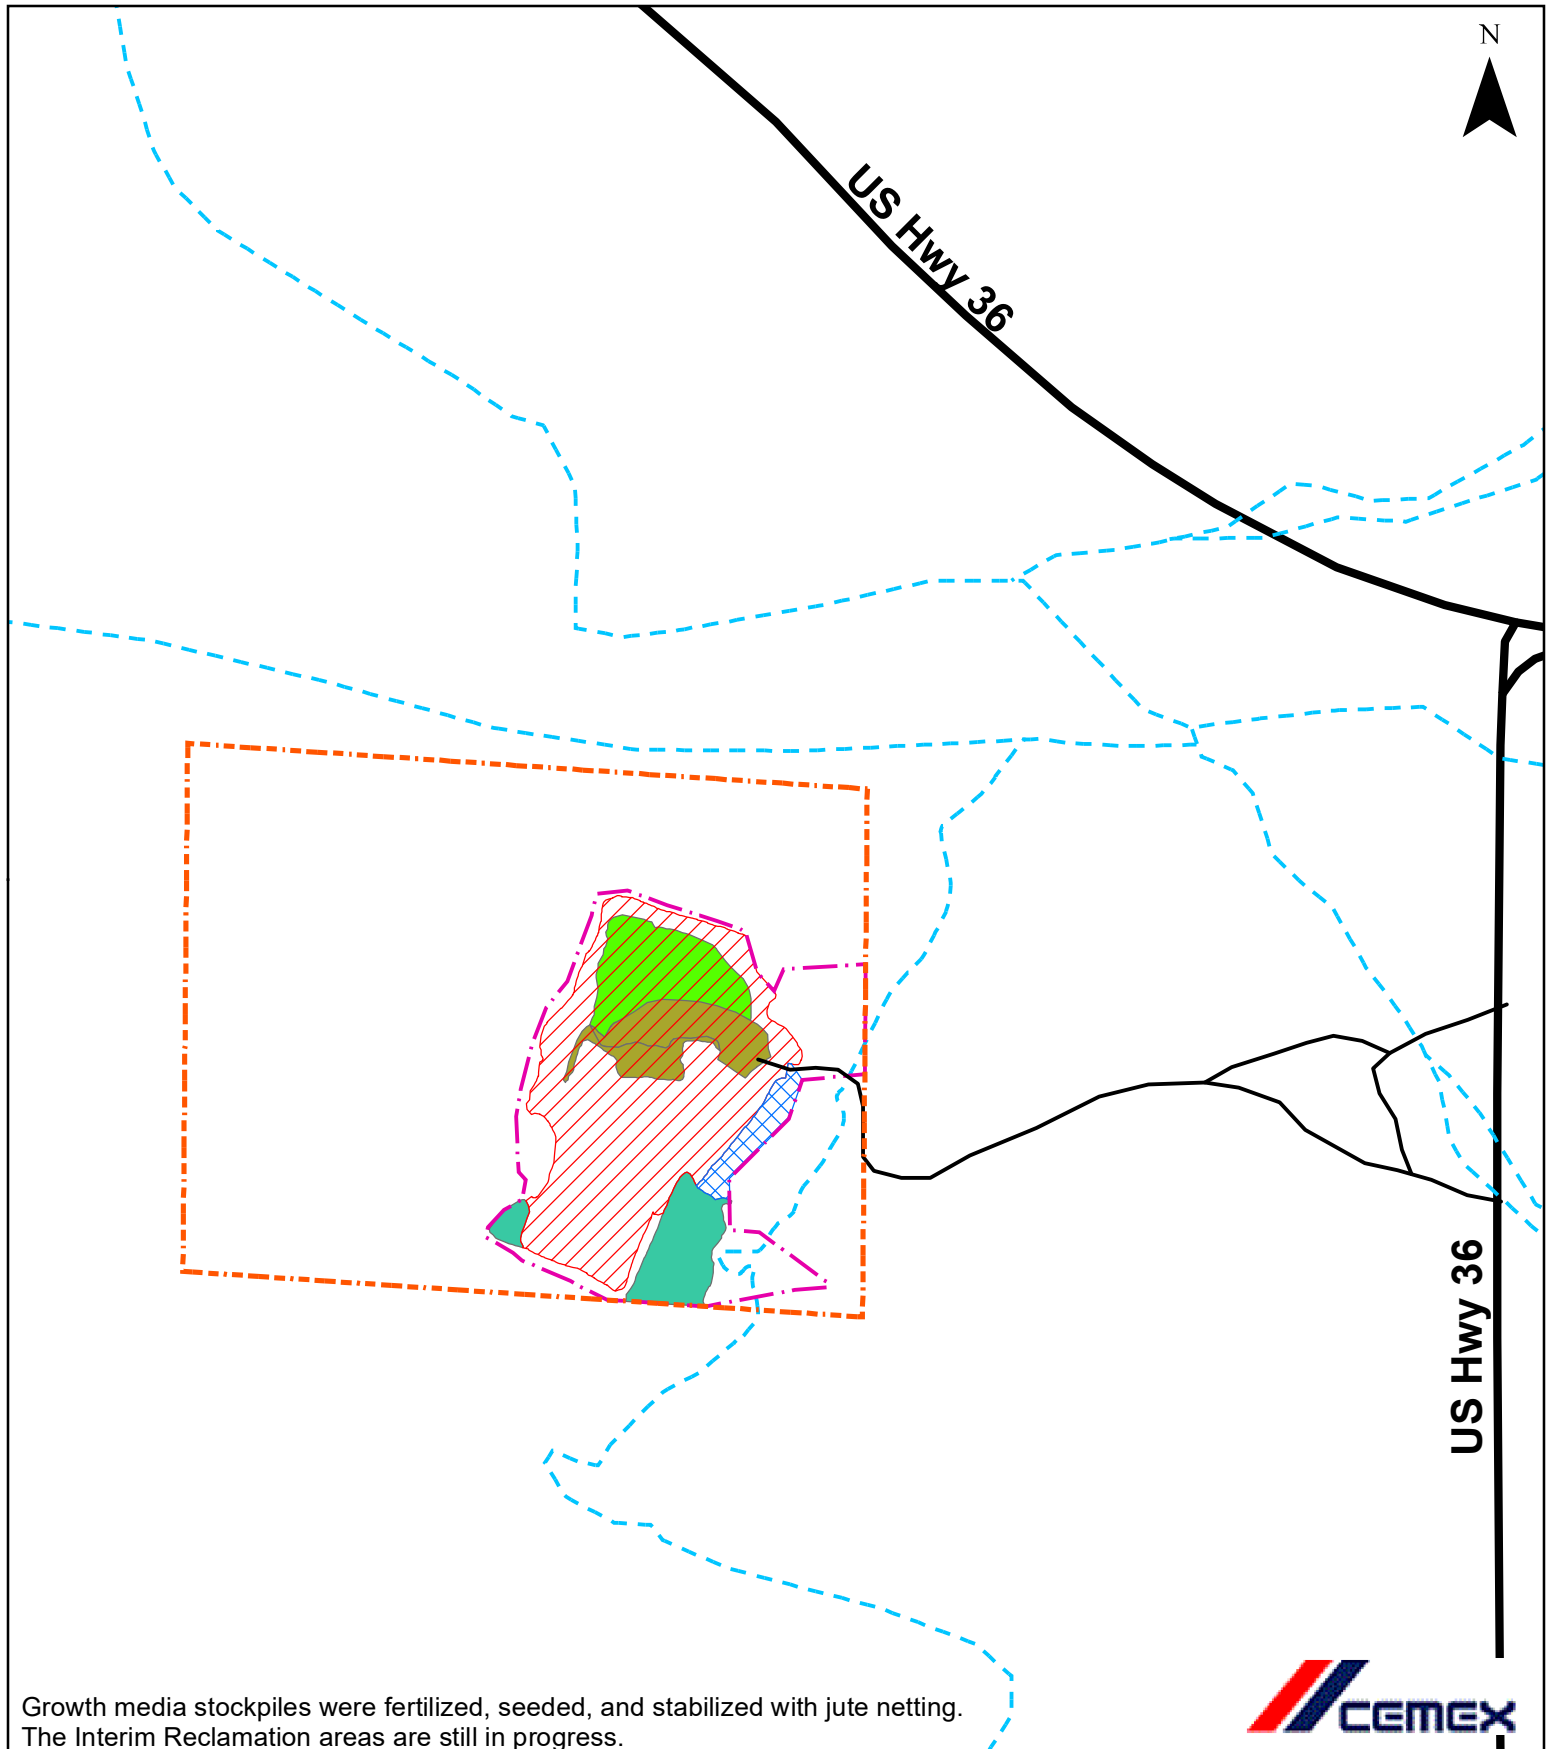 N
US Hwy 36
US Hwy 36
Growth media stockpiles were fertilized, seeded, and stabilized with jute netting.
The Interim Reclamation areas are still in progress.
CEMEX